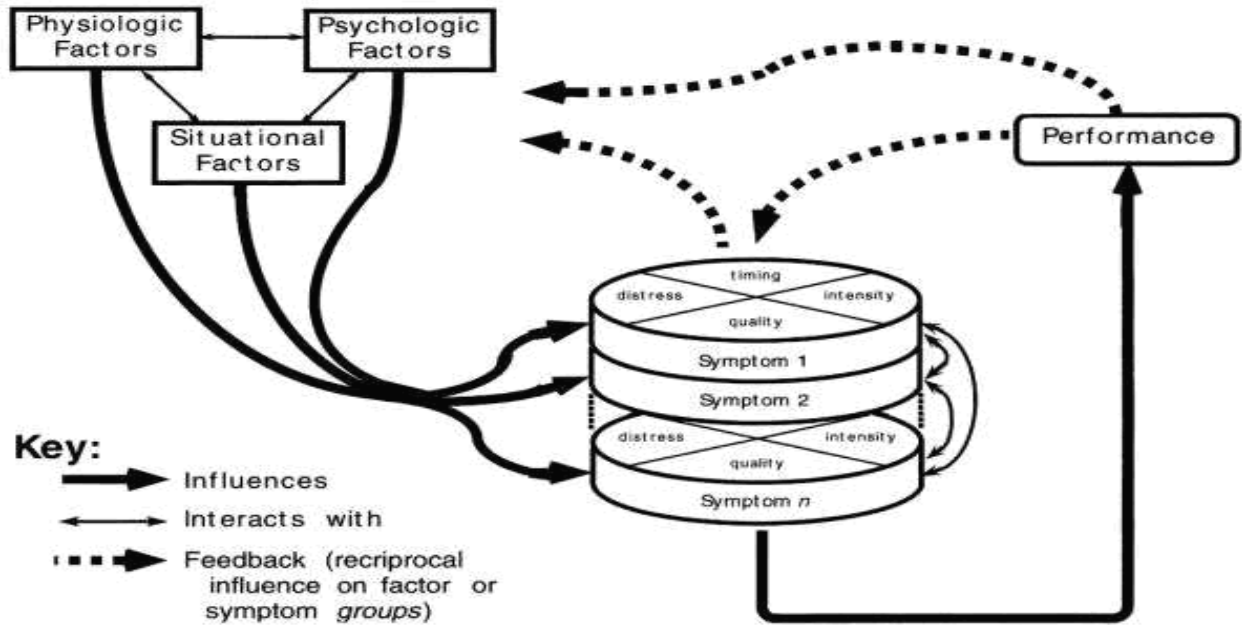 Physiologic
Factors
Psychologic
Factors
Situational
Factors
Performance
timing
distress
intensity
quality
Symptom 1
Symptom 2
distress
intensity
quality
Symptom n
Key:
Influences
Interacts with
Feedback (recriprocal
influence on factor or
symptom groups)